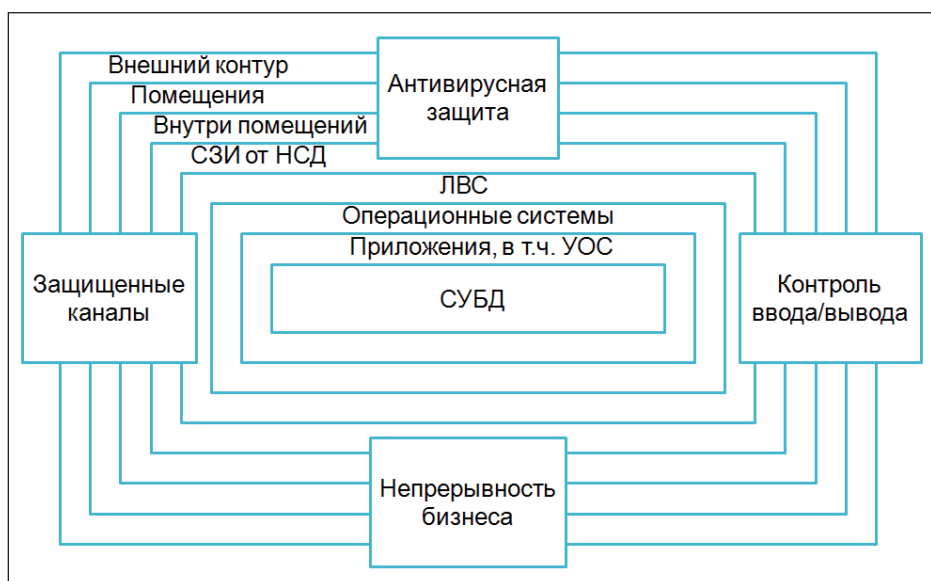 Внешний контур
Помещения
Внутри помещений
СЗИ от НСД
Антивирусная
защита
ЛВС
Операционные системы
Приложения, в т.ч. УОС
СУБД
Защищенные
каналы
Контроль
ввода/вывода
Непрерывность
бизнеса